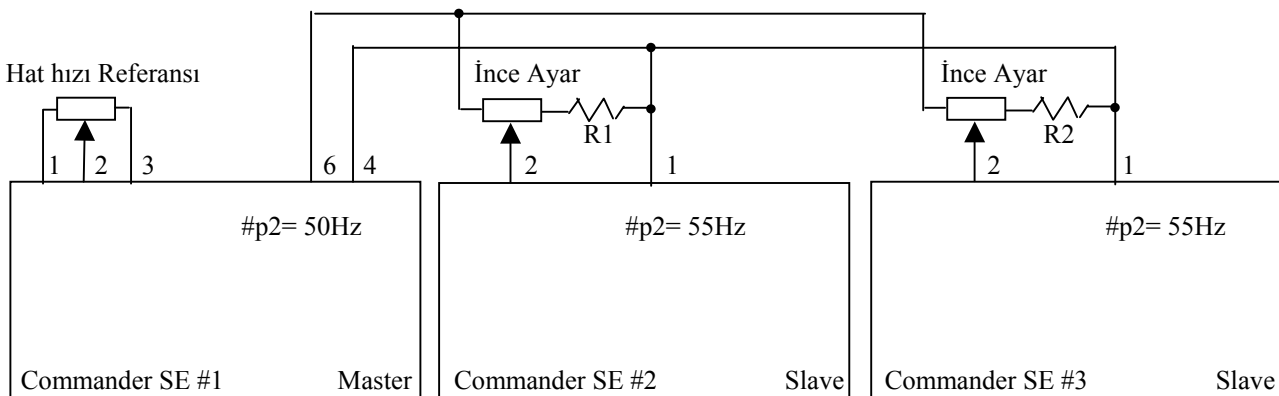 Hat hızı Referansı
İnce Ayar
İnce Ayar
R1
R2
1 2 3 6 4
2 1
2 1
#p2= 50Hz
#p2= 55Hz
#p2= 55Hz
Commander SE #1 Master
Commander SE #2 Slave
Commander SE #3 Slave